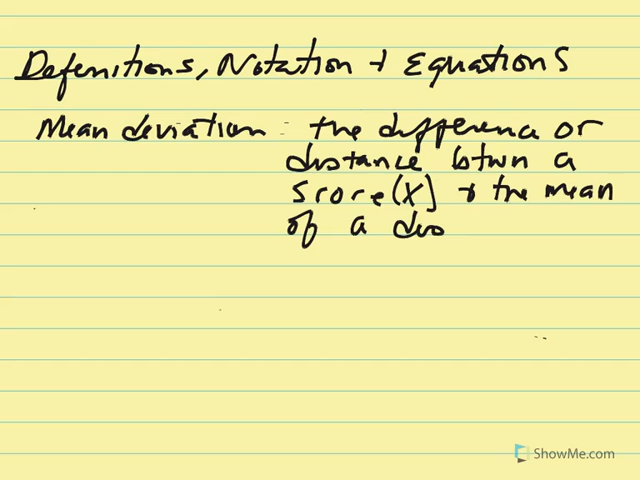 Defenitions, Notation + Equations
Mean deviation = the difference or
distance btwn a
score (X) + the mean
of a dis
ShowMe.com